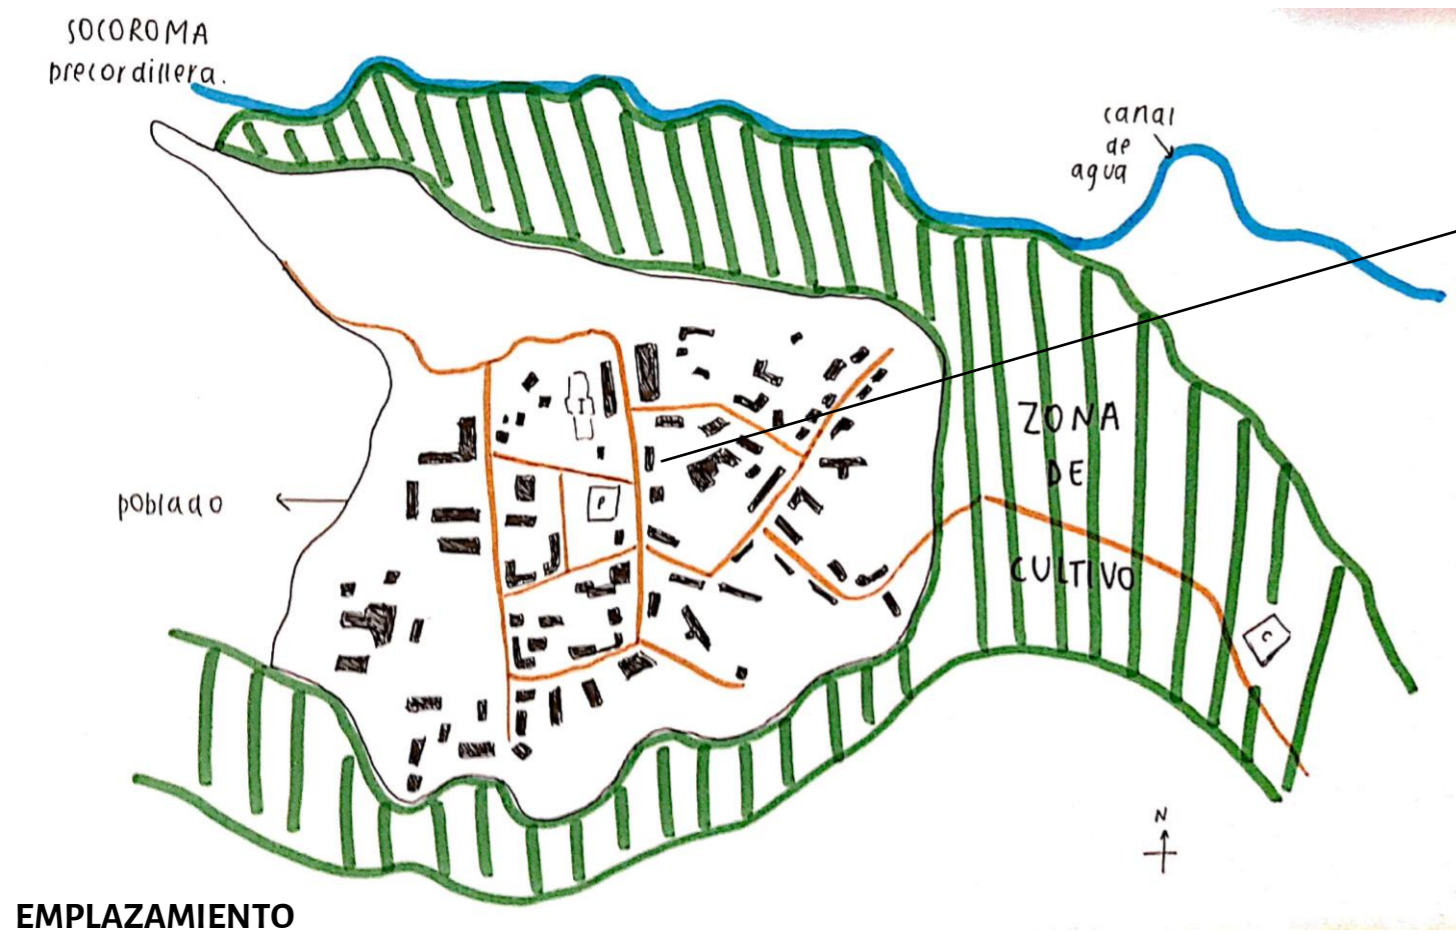 SOCOROMA
precordillera.
canal
de
agua
I
P
poblado
ZONA
DE
CULTIVO
C
N
EMPLAZAMIENTO